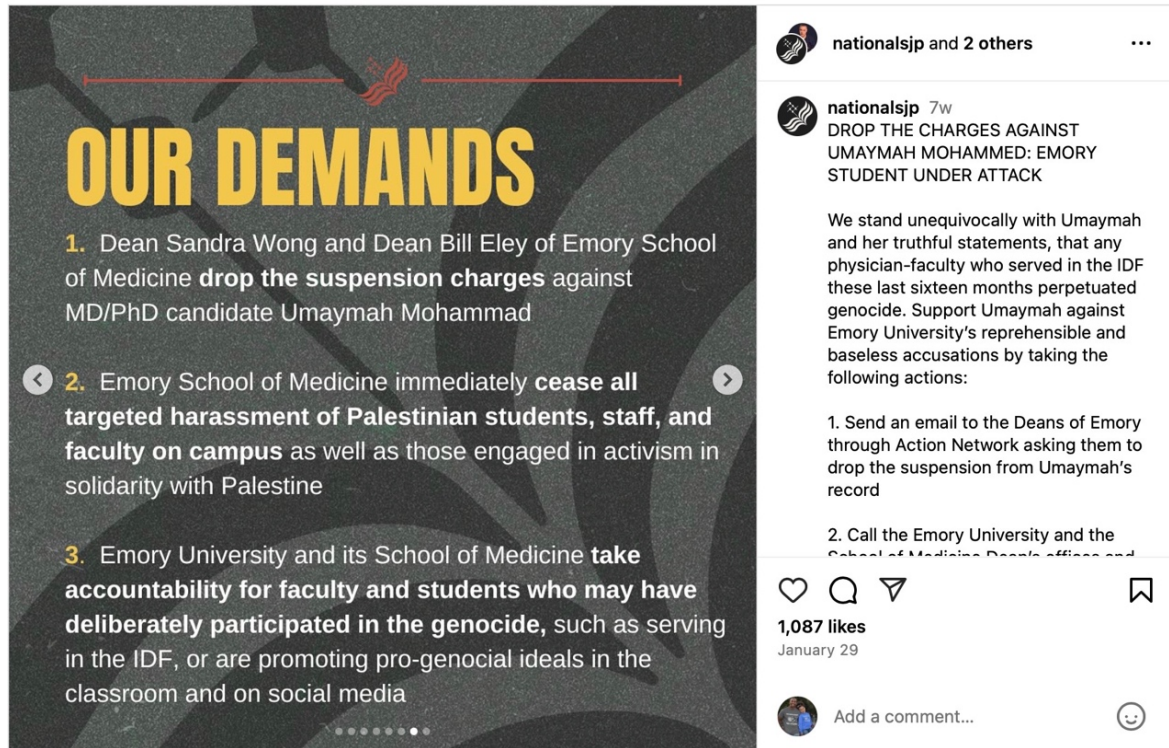 OUR DEMANDS
1. Dean Sandra Wong and Dean Bill Eley of Emory School
of Medicine drop the suspension charges against
MD/PhD candidate Umaymah Mohammad
2. Emory School of Medicine immediately cease all
targeted harassment of Palestinian students, staff, and
faculty on campus as well as those engaged in activism in
solidarity with Palestine
3. Emory University and its School of Medicine take
accountability for faculty and students who may have
deliberately participated in the genocide, such as serving
in the IDF, or are promoting pro-genocial ideals in the
classroom and on social media
nationalsjp and 2 others
nationalsjp 7w
DROP THE CHARGES AGAINST
UMAYMAH MOHAMMED: EMORY
STUDENT UNDER ATTACK
We stand unequivocally with Umaymah
and her truthful statements, that any
physician-faculty who served in the IDF
these last sixteen months perpetuated
genocide. Support Umaymah against
Emory University's reprehensible and
baseless accusations by taking the
following actions:
1. Send an email to the Deans of Emory
through Action Network asking them to
drop the suspension from Umaymah's
record
2. Call the Emory University and the
School of Medicine Dean's offices and
1,087 likes
January 29
Add a comment...